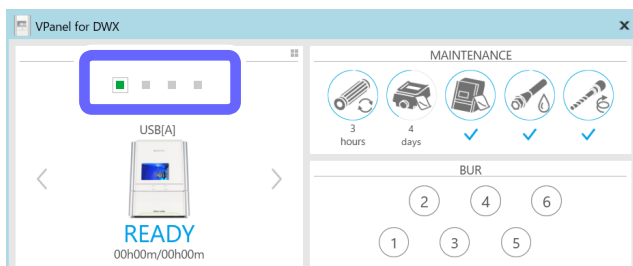 VPanel for DWX
MAINTENANCE
3
hours
4
days
USB[A]
READY
00h00m/00h00m
BUR
2 4 6
1 3 5